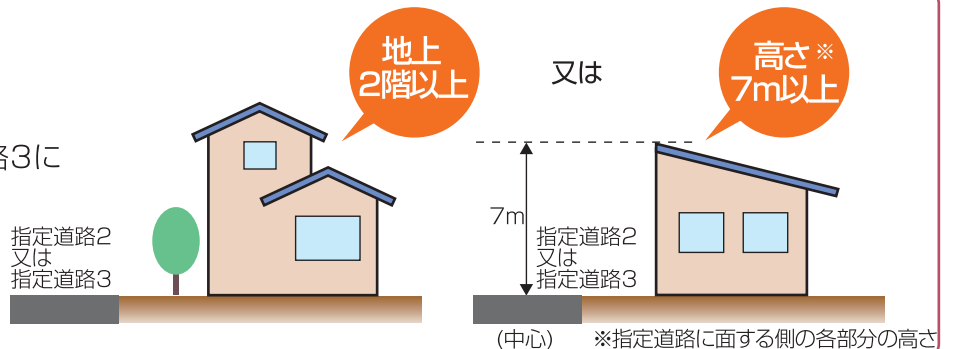 地上
2階以上
又は
高さ※
7m以上
路3に
7m
指定道路2
又は
指定道路3
指定道路2
又は
指定道路3
(中心)
※指定道路に面する側の各部分の高さ